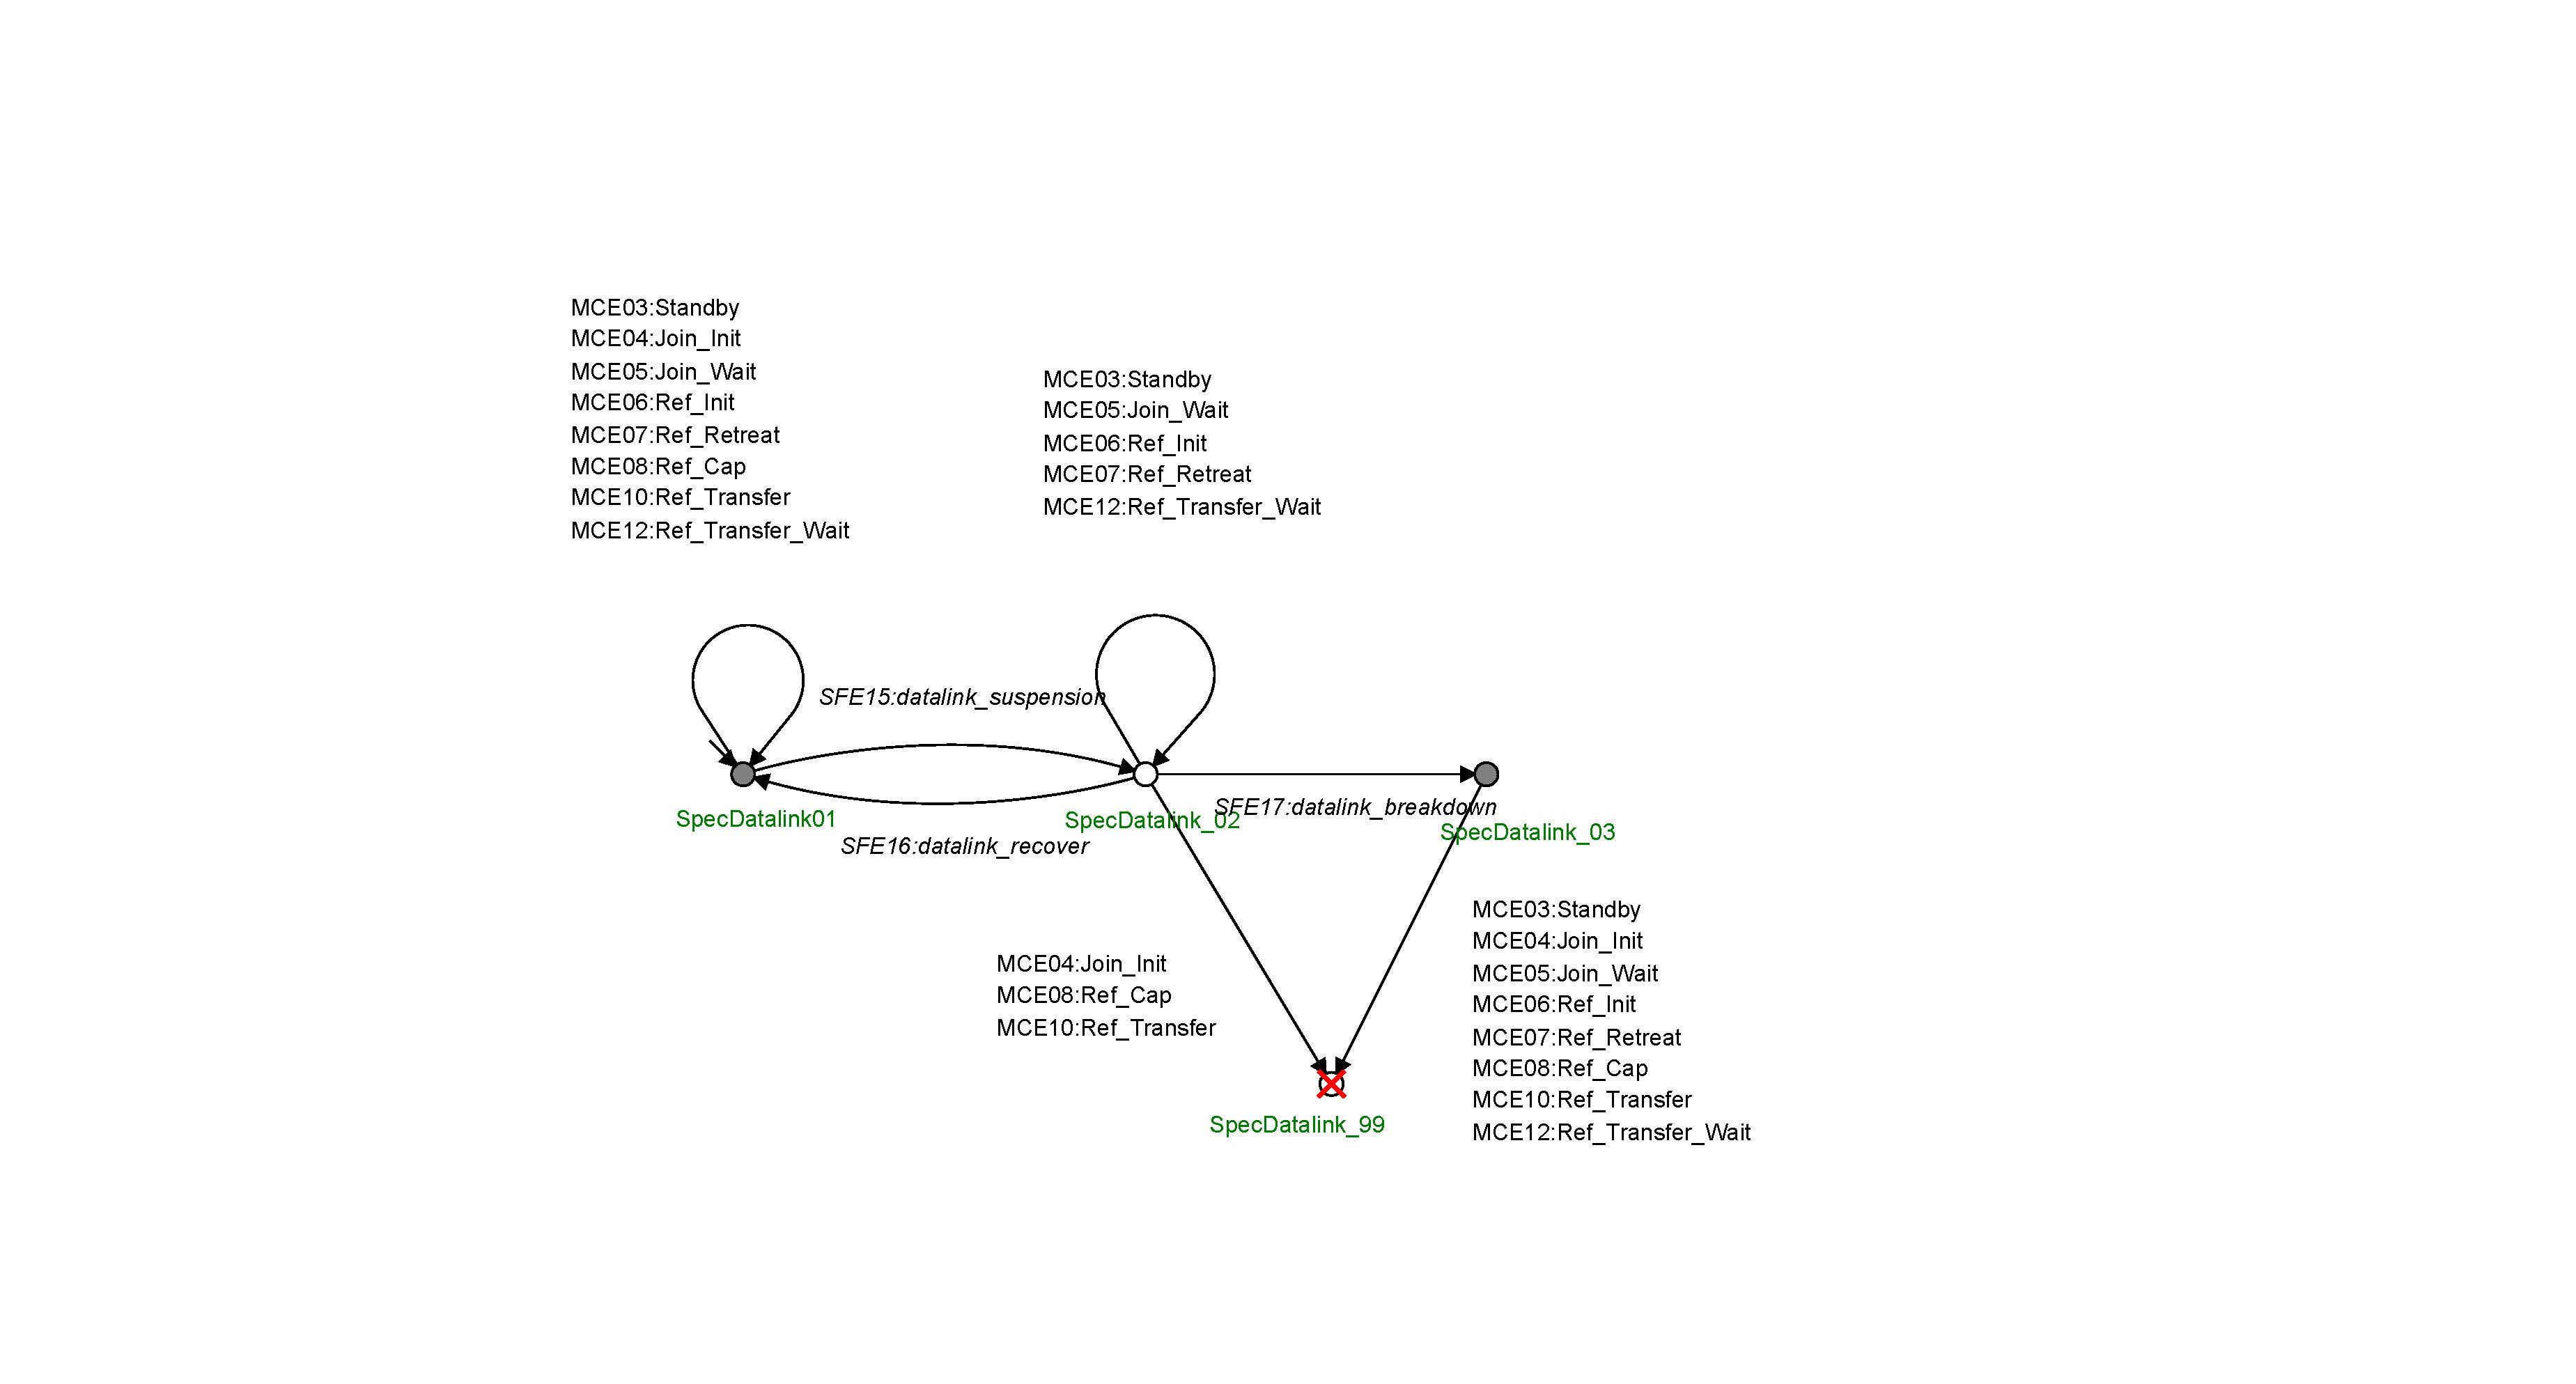 MCE03:Standby
MCE04:Join_Init
MCE05:Join_Wait
MCE06:Ref_Init
MCE07:Ref_Retreat
MCE08:Ref_Cap
MCE10:Ref_Transfer
MCE12:Ref_Transfer_Wait
MCE03:Standby
MCE05:Join_Wait
MCE06:Ref_Init
MCE07:Ref_Retreat
MCE12:Ref_Transfer_Wait
SFE15:datalink_suspension
SpecDatalink01
SFE16:datalink_recover
SpecDatalink_02
SFE17:datalink_breakdown
SpecDatalink_03
MCE04:Join_Init
MCE08:Ref_Cap
MCE10:Ref_Transfer
SpecDatalink_99
MCE03:Standby
MCE04:Join_Init
MCE05:Join_Wait
MCE06:Ref_Init
MCE07:Ref_Retreat
MCE08:Ref_Cap
MCE10:Ref_Transfer
MCE12:Ref_Transfer_Wait